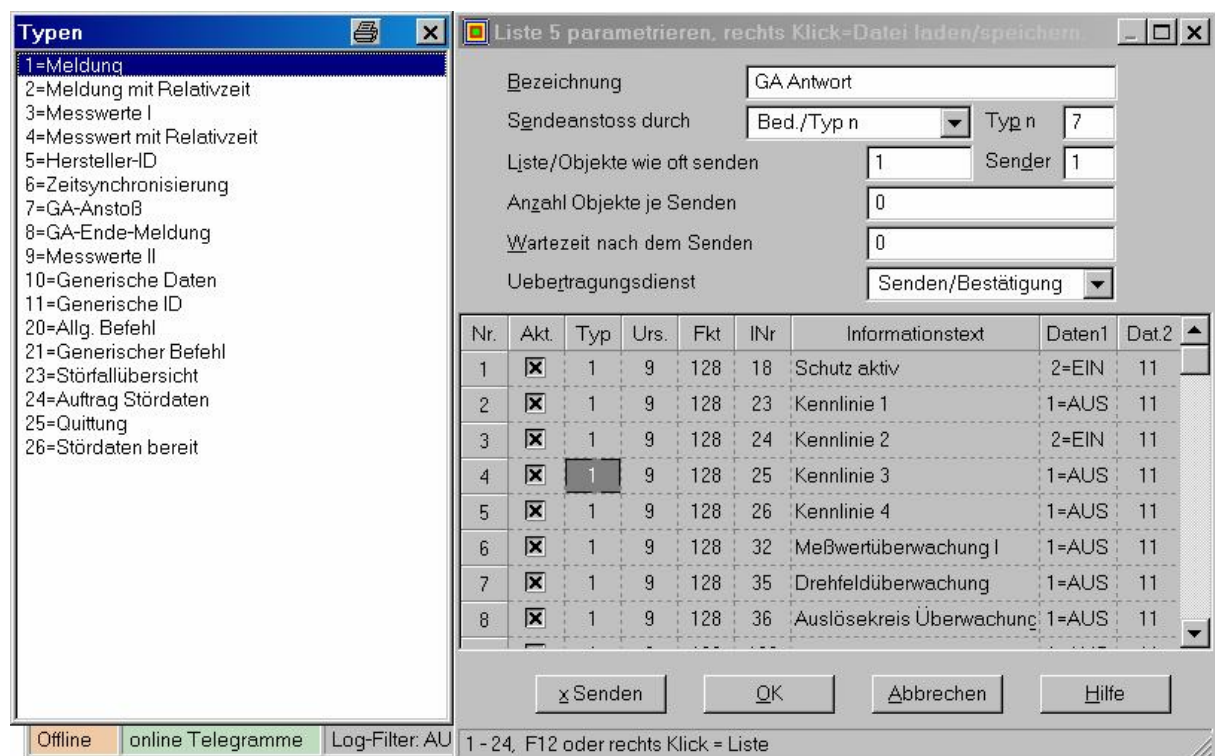 Typen
1=Meldung
2=Meldung mit Relativzeit
3=Messwerte I
4=Messwert mit Relativzeit
5=Hersteller-ID
6=Zeitsynchronisierung
7=GA-Anstoß
8=GA-Ende-Meldung
9=Messwerte II
10=Generische Daten
11=Generische ID
20=Allg. Befehl
21=Generischer Befehl
23=Störfallübersicht
24=Auftrag Stördaten
25=Quittung
26=Stördaten bereit
Offline online Telegramme Log-Filter: AU
Liste 5 parametrieren, rechts Klick=Datei laden/speichern,
Bezeichnung GA Antwort
Sendeanstoss durch Bed./Typ n Typ n 7
Liste/Objekte wie oft senden 1 Sender 1
Anzahl Objekte je Senden 0
Wartezeit nach dem Senden 0
Uebertragungsdienst Senden/Bestätigung
Nr. Akt. Typ Urs. Fkt INr Informationstext Daten1 Dat.2
1 1 9 128 18 Schutz aktiv 2=EIN 11
2 1 9 128 23 Kennlinie 1 1=AUS 11
3 1 9 128 24 Kennlinie 2 2=EIN 11
4 1 9 128 25 Kennlinie 3 1=AUS 11
5 1 9 128 26 Kennlinie 4 1=AUS 11
6 1 9 128 32 Meßwertüberwachung I 1=AUS 11
7 1 9 128 35 Drehfeldüberwachung 1=AUS 11
8 1 9 128 36 Auslösekreis Überwachung 1=AUS 11
x Senden OK Abbrechen Hilfe
1 - 24, F12 oder rechts Klick = Liste